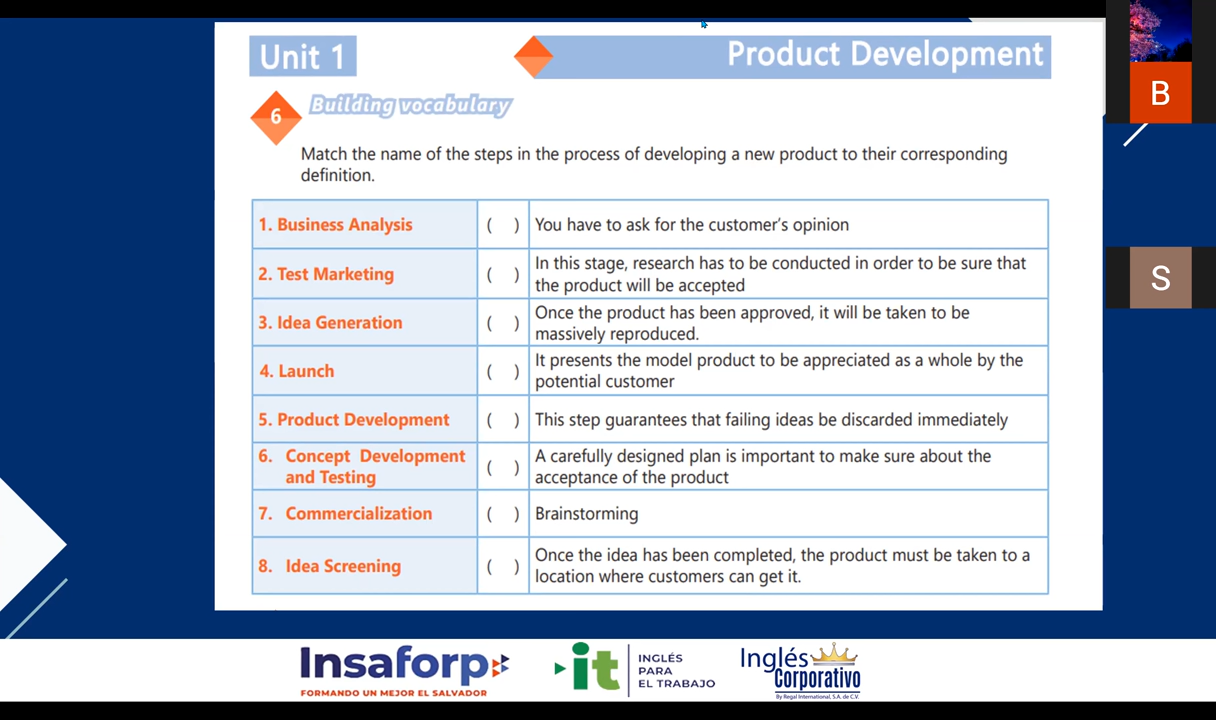 Unit 1
Product Development
6
Building vocabulary
Match the name of the steps in the process of developing a new product to their corresponding
definition.
1. Business Analysis ( ) You have to ask for the customer's opinion
2. Test Marketing ( ) In this stage, research has to be conducted in order to be sure that
the product will be accepted
3. Idea Generation ( ) Once the product has been approved, it will be taken to be
massively reproduced.
4. Launch ( ) It presents the model product to be appreciated as a whole by the
potential customer
5. Product Development ( ) This step guarantees that failing ideas be discarded immediately
6. Concept Development
and Testing
( ) A carefully designed plan is important to make sure about the
acceptance of the product
7. Commercialization ( ) Brainstorming
8. Idea Screening ( ) Once the idea has been completed, the product must be taken to a
location where customers can get it.
B
S
Insaforp
FORMANDO UN MEJOR EL SALVADOR
it
INGLÉS
PARA
EL TRABAJO
Inglés
Corporativo
By Regal International, S.A. de C.V.